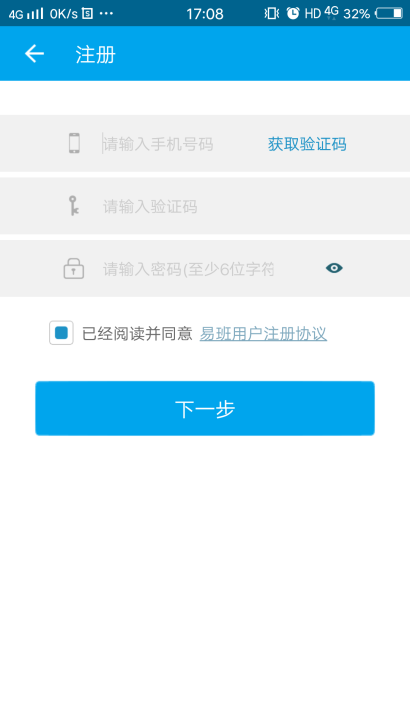 4G 0K/s ··· 17:08 HD 4G 32%
注册
请输入手机号码 获取验证码
请输入验证码
请输入密码(至少6位字符
已经阅读并同意 易班用户注册协议
下一步